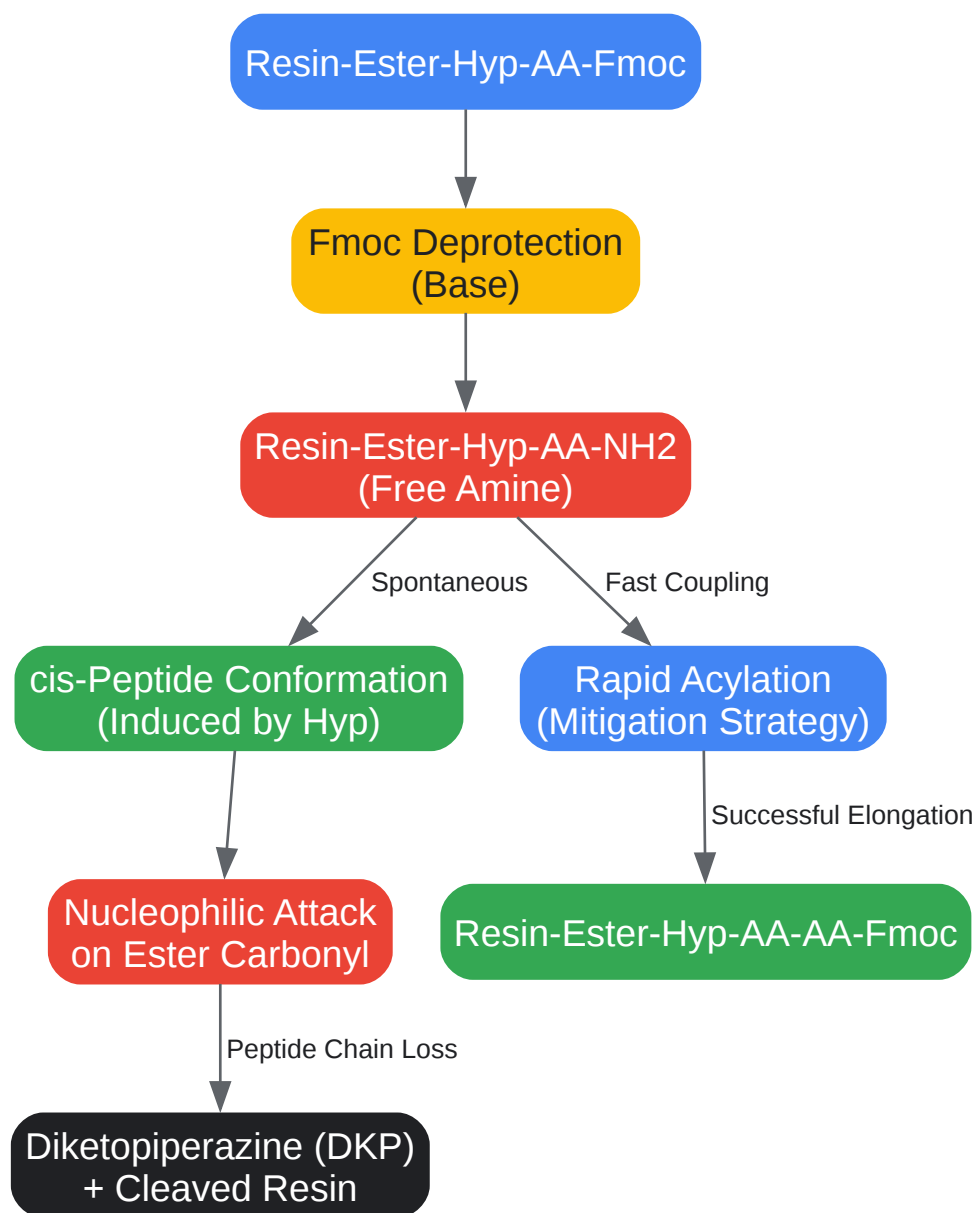 Resin-Ester-Hyp-AA-Fmoc
Fmoc Deprotection
(Base)
Resin-Ester-Hyp-AA-NH2
(Free Amine)
Spontaneous
Fast Coupling
cis-Peptide Conformation
(Induced by Hyp)
Rapid Acylation
(Mitigation Strategy)
Successful Elongation
Nucleophilic Attack
on Ester Carbonyl
Resin-Ester-Hyp-AA-AA-Fmoc
Peptide Chain Loss
Diketopiperazine (DKP)
+ Cleaved Resin